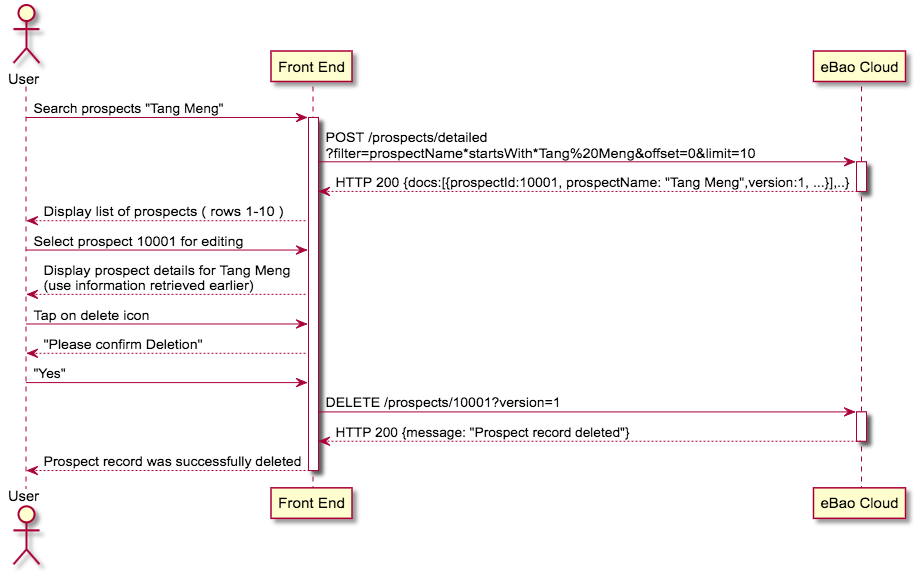 User
Front End
eBao Cloud
Search prospects "Tang Meng"
POST /prospects/detailed
?filter=prospectName*startsWith*Tang%20Meng&offset=0&limit=10
HTTP 200 {docs:[{prospectId:10001, prospectName: "Tang Meng",version:1, ...}],..}
Display list of prospects ( rows 1-10 )
Select prospect 10001 for editing
Display prospect details for Tang Meng
(use information retrieved earlier)
Tap on delete icon
"Please confirm Deletion"
"Yes"
DELETE /prospects/10001?version=1
HTTP 200 {message: "Prospect record deleted"}
Prospect record was successfully deleted
User
Front End
eBao Cloud